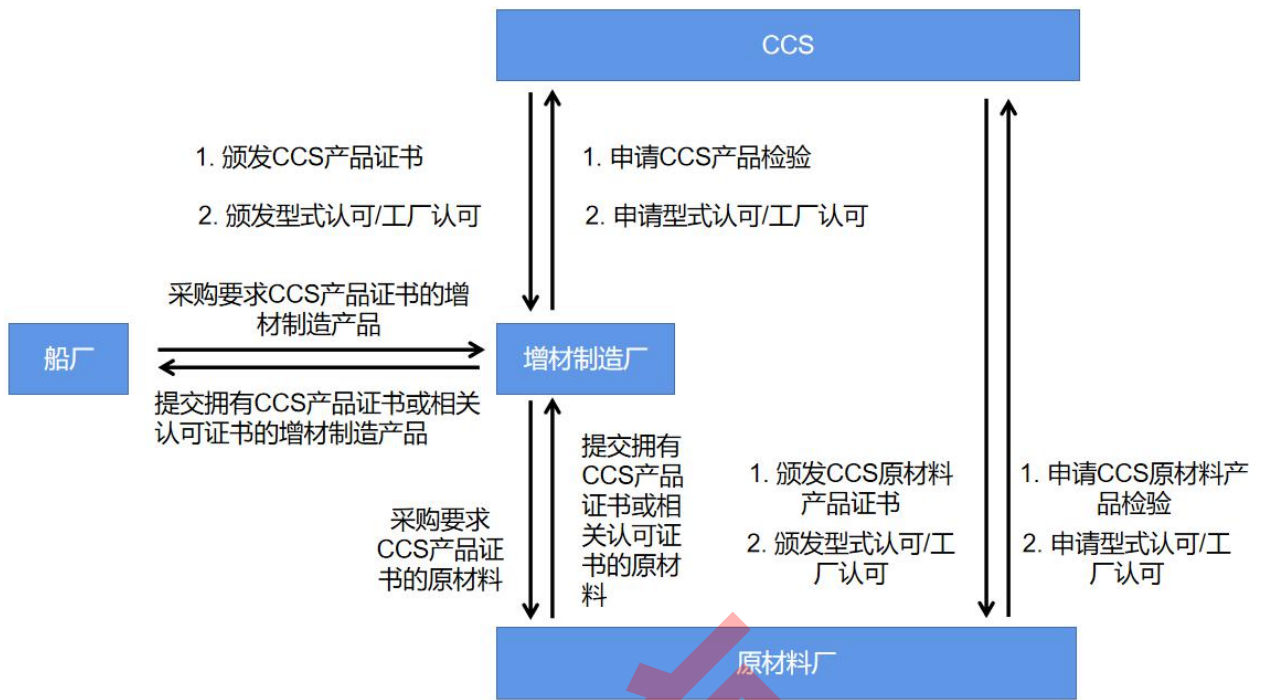 CCS
1. 颁发CCS产品证书
2. 颁发型式认可/工厂认可
1. 申请CCS产品检验
2. 申请型式认可/工厂认可
采购要求CCS产品证书的增
材制造产品
船厂
增材制造厂
提交拥有CCS产品证书或相关
认可证书的增材制造产品
采购要求
CCS产品证
书的原材料
提交拥有
CCS产品
证书或相
关认可证
书的原材
料
1. 颁发CCS原材料
产品证书
2. 颁发型式认可/工
厂认可
1. 申请CCS原材料产
品检验
2. 申请型式认可/工
厂认可
原材料厂